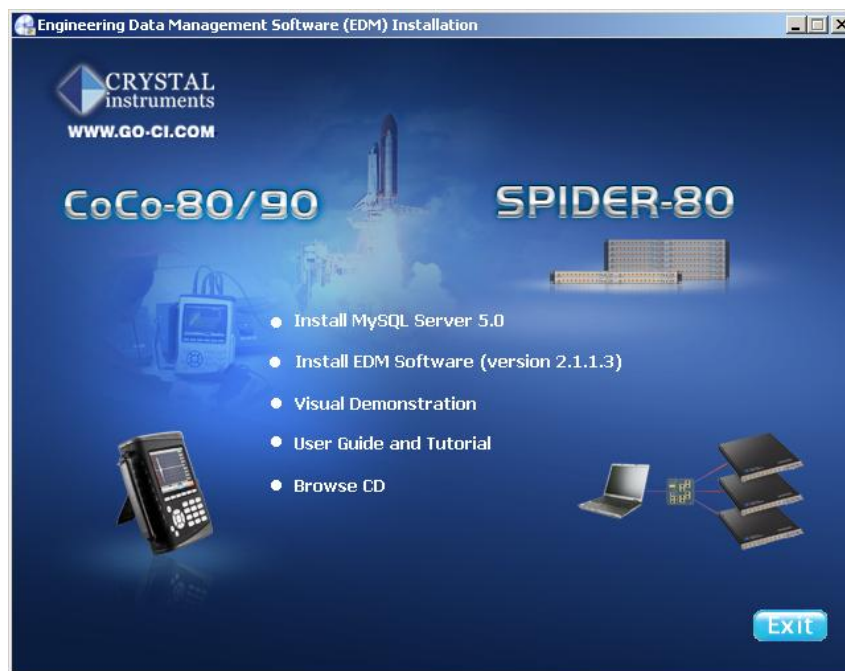 Engineering Data Management Software (EDM) Installation
CRYSTAL
instruments
WWW.GO-CI.COM
CoCo-80/90
SPIDER-80
Install MySQL Server 5.0
Install EDM Software (version 2.1.1.3)
Visual Demonstration
User Guide and Tutorial
Browse CD
Exit